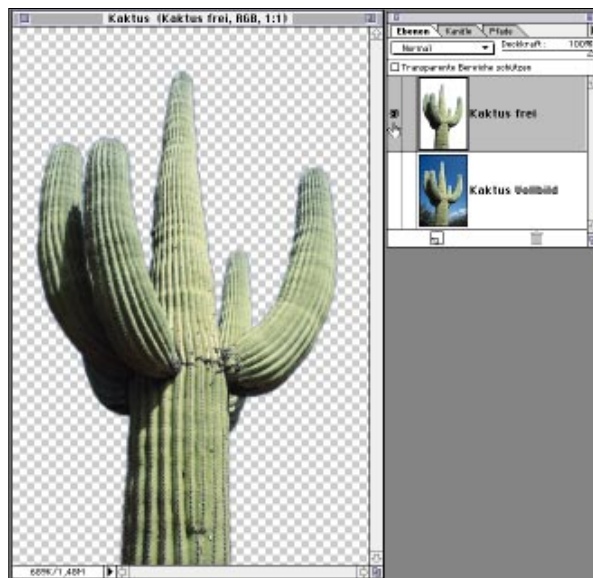 Kaktus (Kaktus frei, RGB, 1:1)
Ebenen Kanäle Pfade
Normal Deckkraft: 100%
Transparente Bereiche schützen
Kaktus frei
Kaktus Vollbild
689K/1,48M